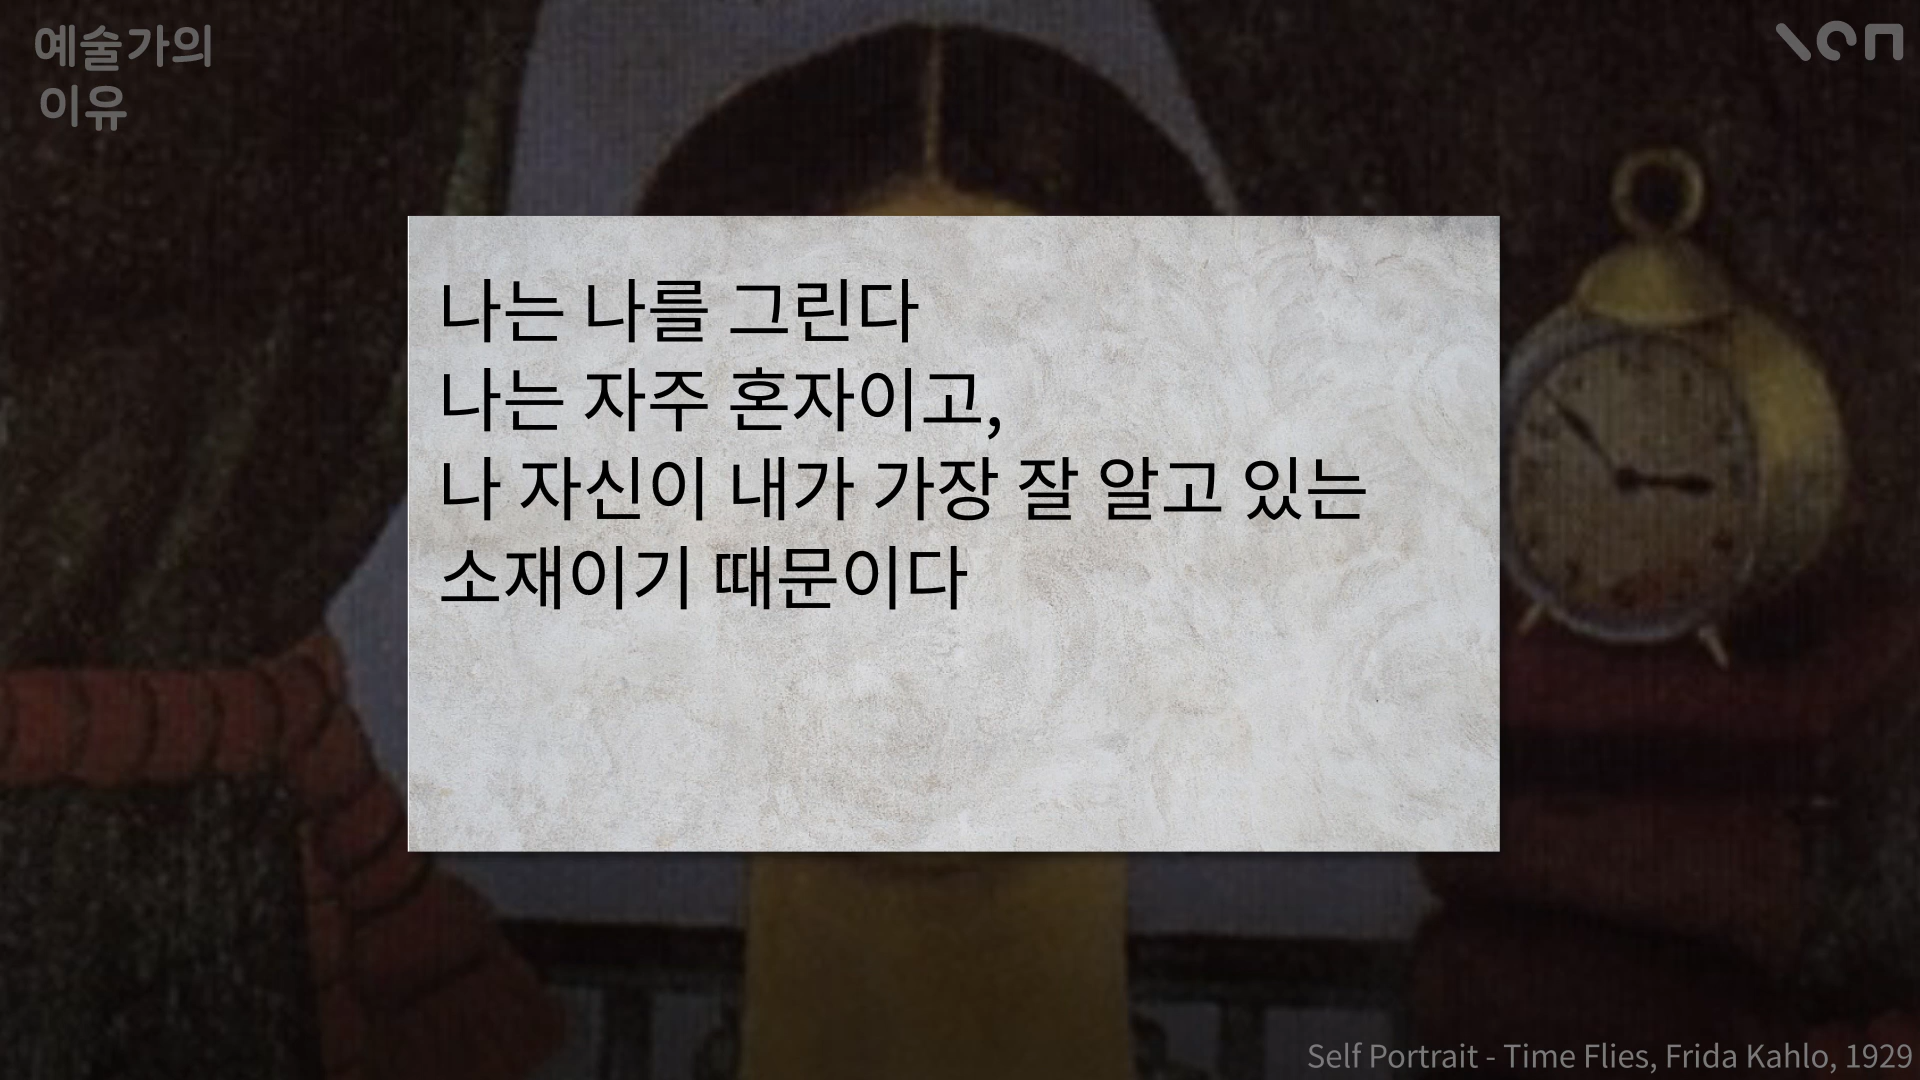 예술가의
이유
나는 나를 그린다
나는 자주 혼자이고,
나 자신이 내가 가장 잘 알고 있는
소재이기 때문이다
Self Portrait - Time Flies, Frida Kahlo, 1929